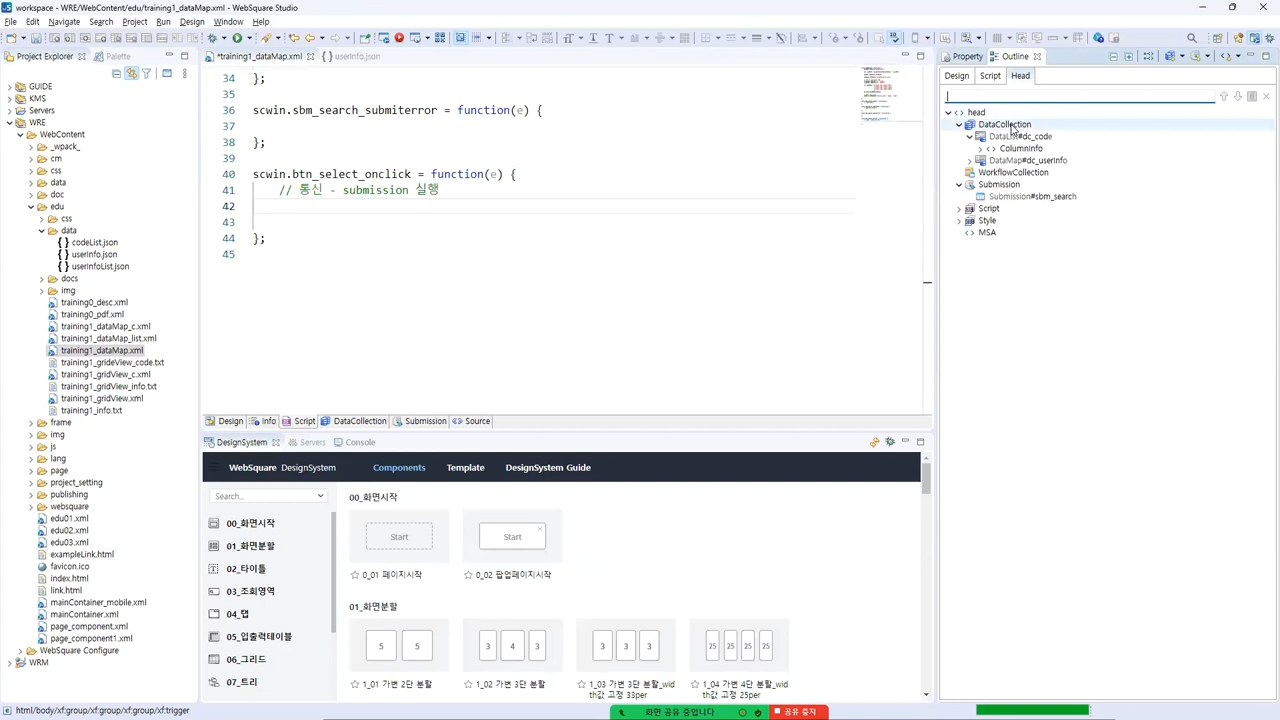 workspace - WRE/WebContent/edu/training1_dataMap.xml - WebSquare Studio
File Edit Navigate Search Project Run Design Window Help
Project Explorer Palette
GUIDE
KMS
Servers
WRE
WebContent
_wpack_
cm
css
data
doc
edu
css
data
codeList.json
userInfo.json
userInfoList.json
docs
img
training0_desc.xml
training0_pdf.xml
training1_dataMap_c.xml
training1_dataMap_list.xml
training1_dataMap.xml
training1_grideView_code.txt
training1_gridView_c.xml
training1_gridView_info.txt
training1_gridView.xml
training1_info.txt
frame
img
js
lang
page
project_setting
publishing
websquare
edu01.xml
edu02.xml
edu03.xml
exampleLink.html
favicon.ico
index.html
link.html
mainContainer_mobile.xml
mainContainer.xml
page_component.xml
page_component1.xml
WebSquare Configure
WRM
*training1_dataMap.xml userInfo.json
34 };
35
36 scwin.sbm_search_submiterror = function(e) {
37
38 };
39
40 scwin.btn_select_onclick = function(e) {
41 // 통신 - submission 실행
42
43
44 };
45
Design Info Script DataCollection Submission Source
DesignSystem Servers Console
WebSquare DesignSystem Components Template DesignSystem Guide
Search..
00_화면시작
01_화면분할
02_타이틀
03_조회영역
04_탭
05_입출력테이블
06_그리드
07_트리
00_화면시작
Start Start
0_01 페이지시작 0_02 팝업페이지시작
01_화면분할
5 5 3 4 3 3 3 3 25 25 25 25
1_01 가변 2단 분할 1_02 가변 3단 분할 1_03 가변 3단 분할_width값 고정 33per 1_04 가변 4단 분할_width값 고정 25per
Property Outline
Design Script Head
head
DataCollection
DataList#dc_code
ColumnInfo
DataMap#dc_userInfo
WorkflowCollection
Submission
Submission#sbm_search
Script
Style
MSA
html/body/xf:group/xf:group/xf:group/xf:trigger
화면 공유 중입니다 공유 중지